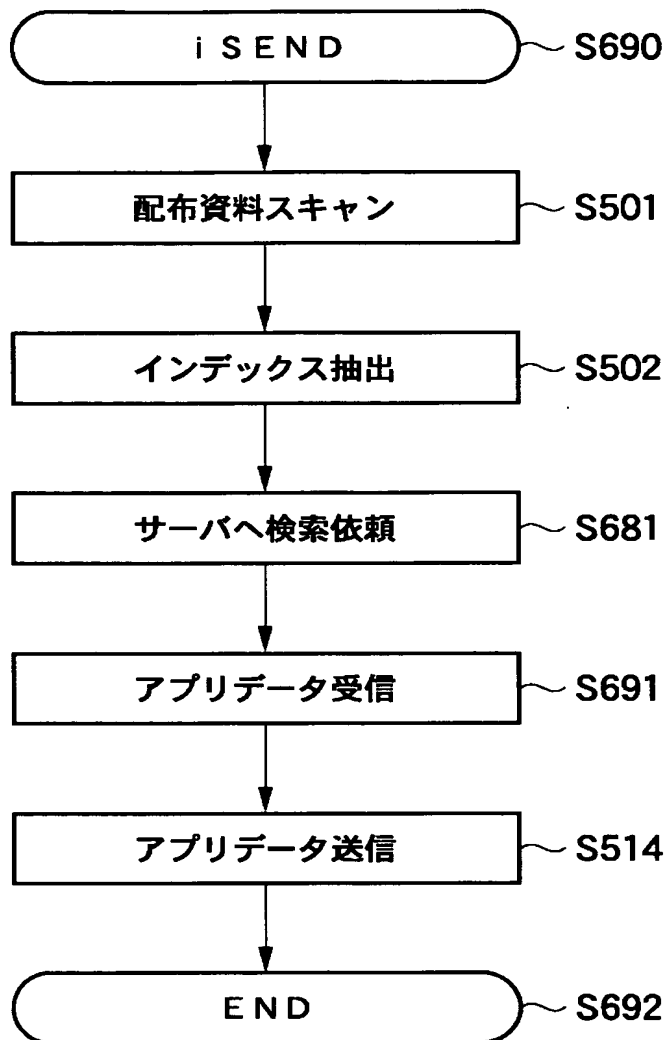 ｉＳＥＮＤ S690
配布資料スキャン S501
インデックス抽出 S502
サーバへ検索依頼 S681
アプリデータ受信 S691
アプリデータ送信 S514
ＥＮＤ S692